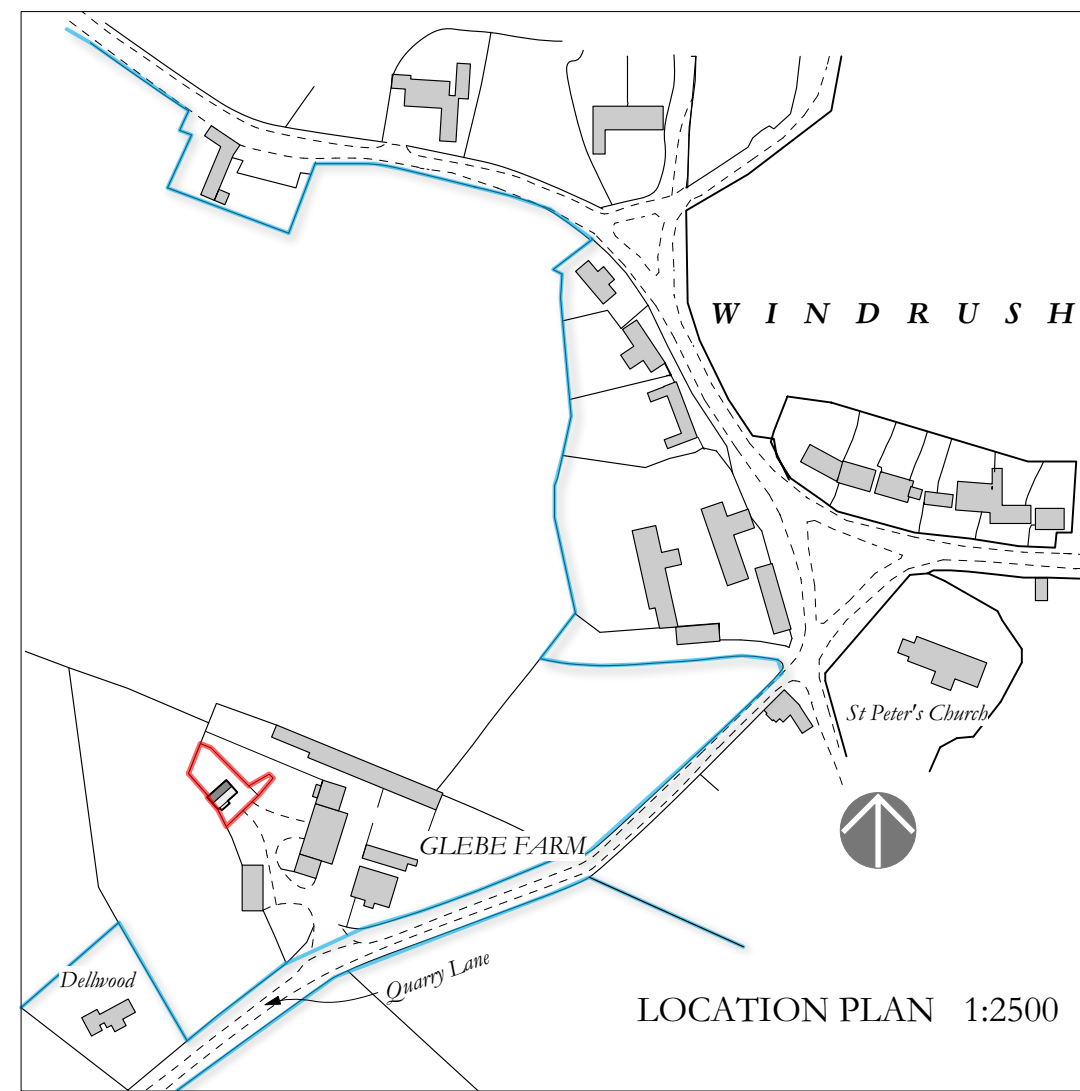 W I N D R U S H
St Peter's Church
GLEBE FARM
Dellwood
Quarry Lane
LOCATION PLAN 1:2500